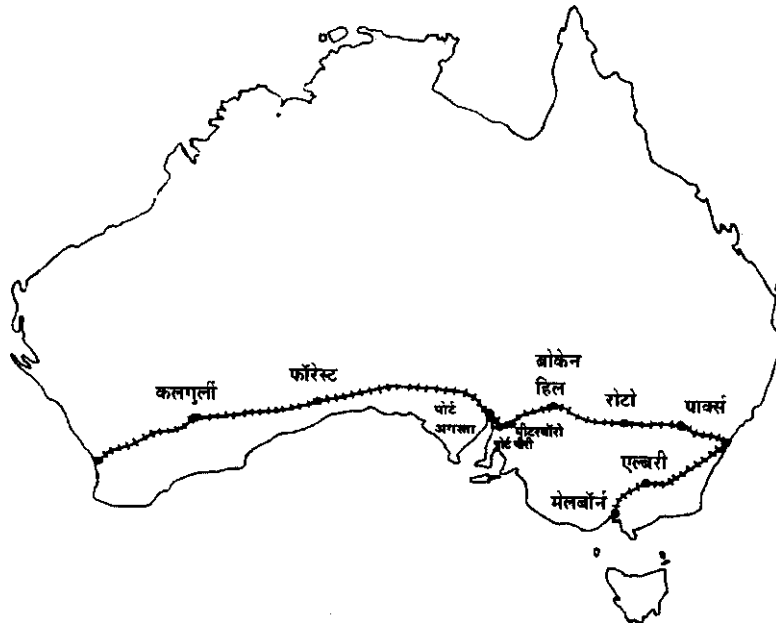 ब्रोकेन
हिल
फॉरेस्ट
कलगुर्ली
रोटो
पार्क्स
पोर्ट
अगस्ता
पीटरबॉरो
पोर्ट पीरी
एल्बरी
मेलबॉर्न